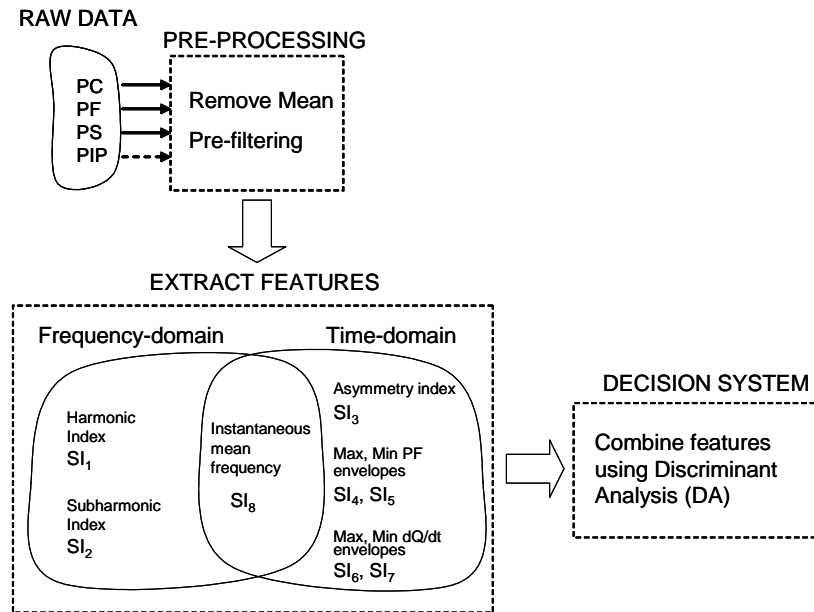 RAW DATA
PC
PF
PS
PIP
PRE-PROCESSING
Remove Mean
Pre-filtering
EXTRACT FEATURES
Frequency-domain
Harmonic
Index
SI₁
Subharmonic
Index
SI₂
Instantaneous
mean
frequency
SI₈
Time-domain
Asymmetry index
SI₃
Max, Min PF
envelopes
SI₄, SI₅
Max, Min dQ/dt
envelopes
SI₆, SI₇
DECISION SYSTEM
Combine features
using Discriminant
Analysis (DA)